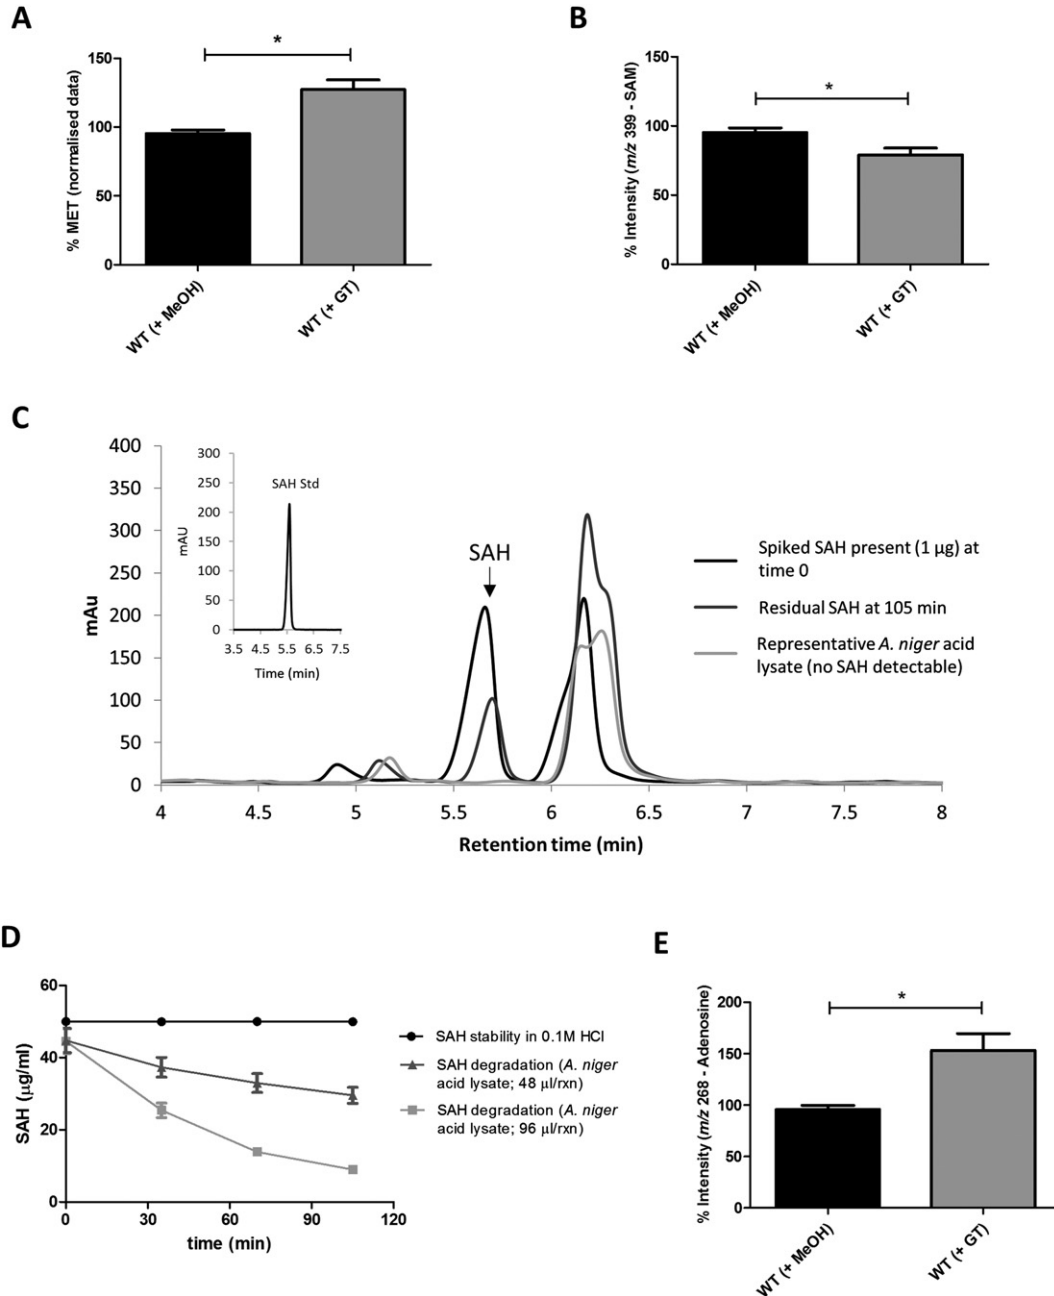 A
*
150
100
50
0
% MET (normalised data)
WT (+ MeOH)
WT (+ GT)
B
*
150
100
50
0
% Intensity (m/z 399 - SAM)
WT (+ MeOH)
WT (+ GT)
C
400
350
300
250
200
150
100
50
0
mAu
4
4.5
5
5.5
6
6.5
7
7.5
8
Retention time (min)
300
250
200
150
100
50
0
mAU
SAH Std
3.5 4.5 5.5 6.5 7.5
Time (min)
SAH
Spiked SAH present (1 µg) at
time 0
Residual SAH at 105 min
Representative A. niger acid
lysate (no SAH detectable)
D
60
40
20
0
SAH (µg/ml)
0
30
60
90
120
time (min)
SAH stability in 0.1M HCl
SAH degradation (A. niger
acid lysate; 48 µl/rxn)
SAH degradation (A. niger
acid lysate; 96 µl/rxn)
E
*
200
150
100
50
0
% Intensity (m/z 268 - Adenosine)
WT (+ MeOH)
WT (+ GT)